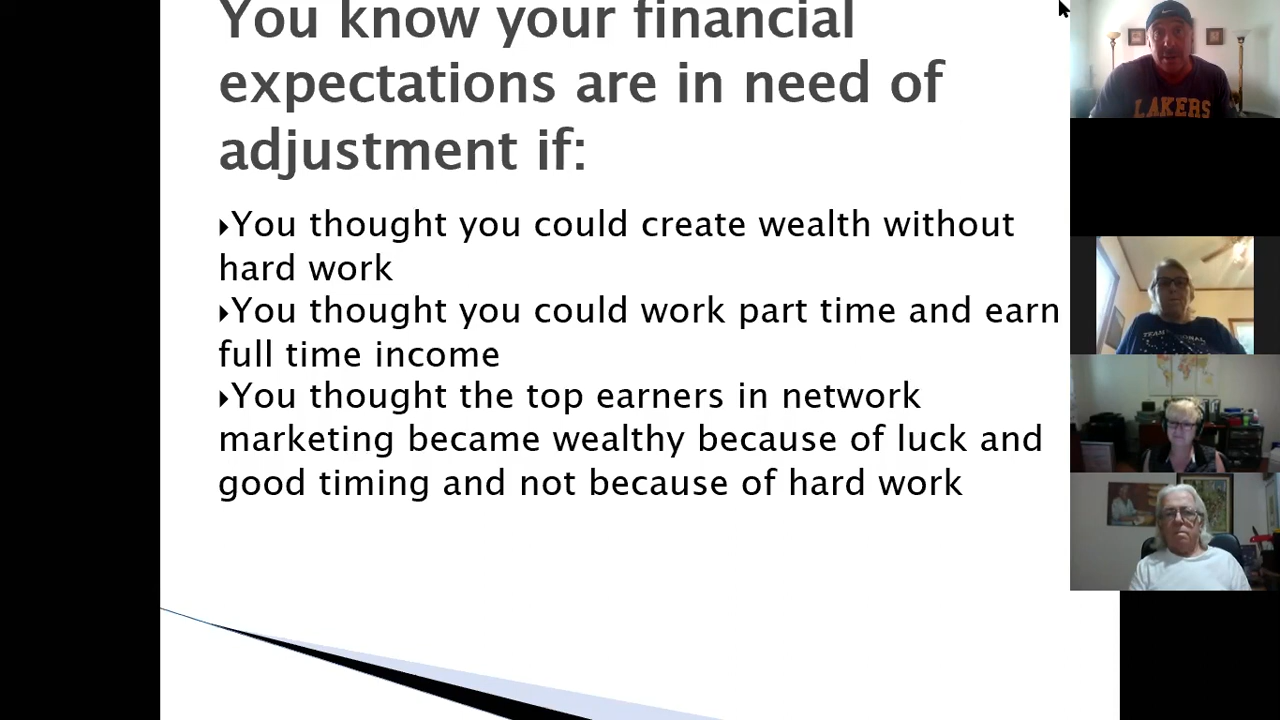 You know your financial
expectations are in need of
adjustment if:
You thought you could create wealth without
hard work
You thought you could work part time and earn
full time income
You thought the top earners in network
marketing became wealthy because of luck and
good timing and not because of hard work
LAKERS
TEAM